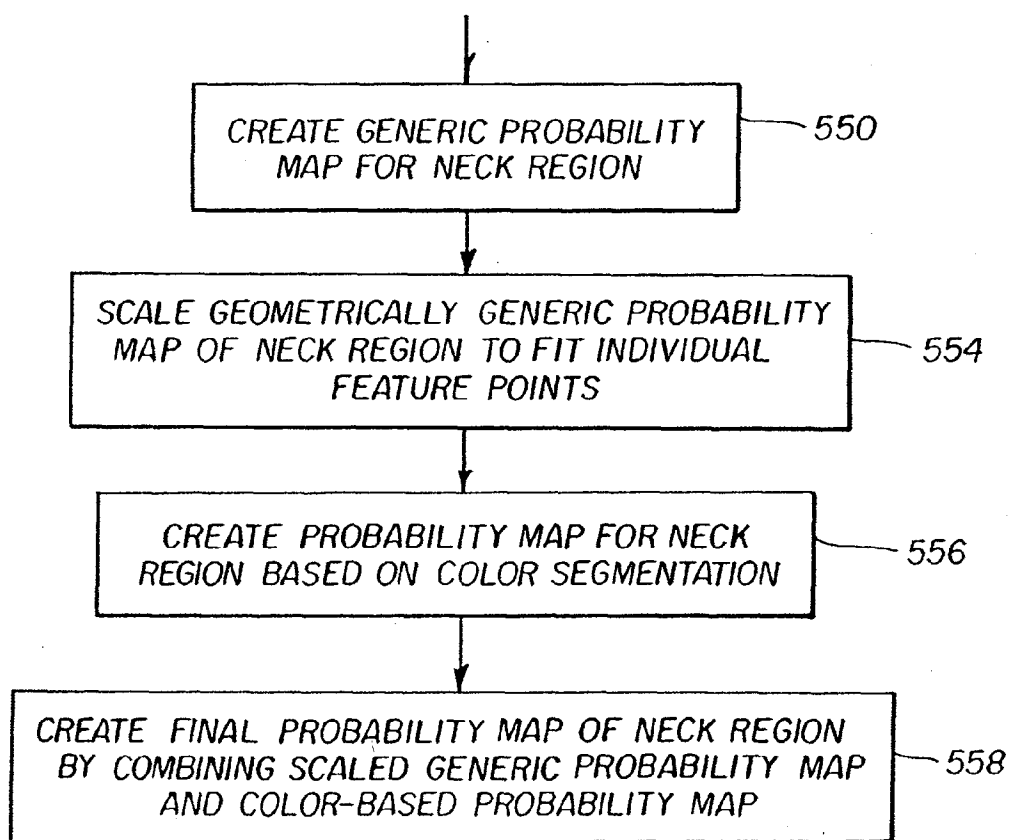 CREATE GENERIC PROBABILITY
MAP FOR NECK REGION
550
SCALE GEOMETRICALLY GENERIC PROBABILITY
MAP OF NECK REGION TO FIT INDIVIDUAL
FEATURE POINTS
554
CREATE PROBABILITY MAP FOR NECK
REGION BASED ON COLOR SEGMENTATION
556
CREATE FINAL PROBABILITY MAP OF NECK REGION
BY COMBINING SCALED GENERIC PROBABILITY MAP
AND COLOR-BASED PROBABILITY MAP
558